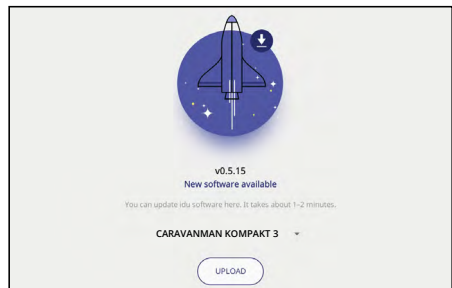 v0.5.15
New software available
You can update idu software here. It takes about 1-2 minutes.
CARAVANMAN KOMPAKT 3
UPLOAD